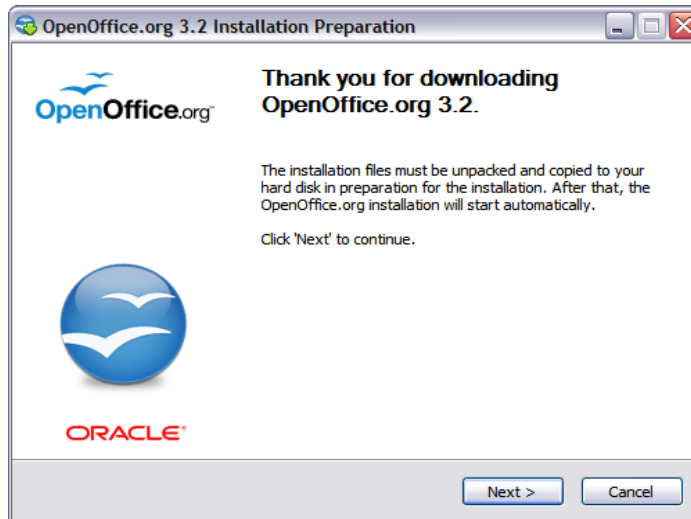 OpenOffice.org 3.2 Installation Preparation
OpenOffice.org
Thank you for downloading
OpenOffice.org 3.2.
The installation files must be unpacked and copied to your
hard disk in preparation for the installation. After that, the
OpenOffice.org installation will start automatically.
Click 'Next' to continue.
ORACLE
Next >
Cancel